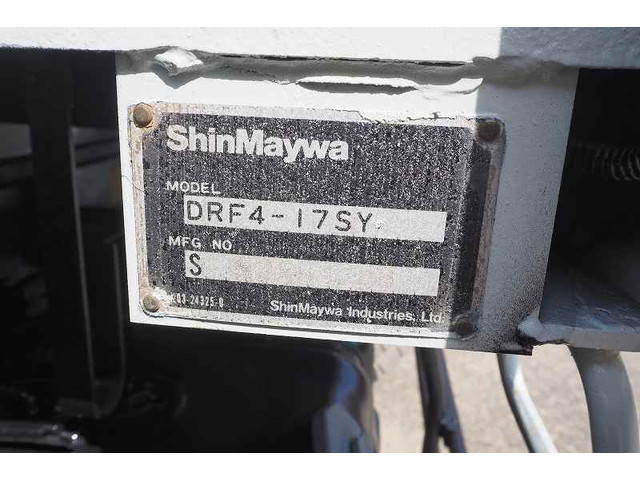 ShinMaywa
MODEL
DRF4-17SY
MFG NO
S
ShinMaywa Industries, Ltd.